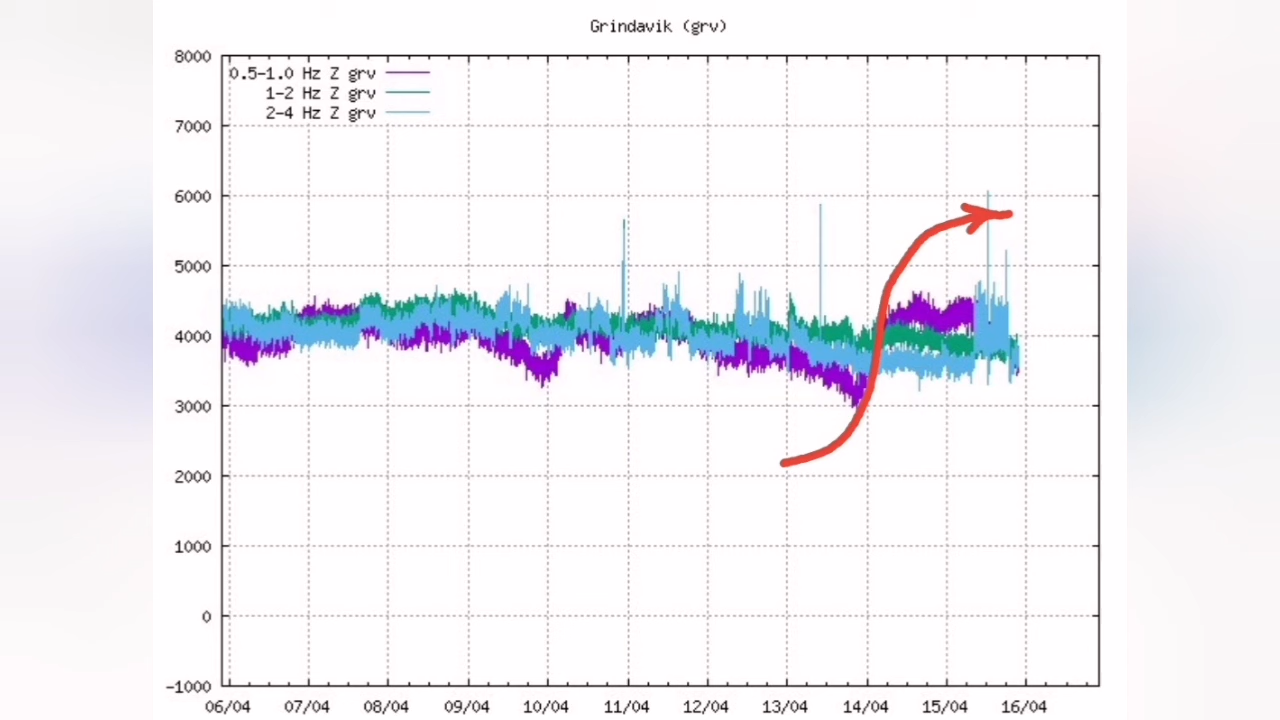 Grindavik (grv)
8000
0.5-1.0 Hz Z grv
1-2 Hz Z grv
2-4 Hz Z grv
7000
6000
5000
4000
3000
2000
1000
0
-1000
06/04 07/04 08/04 09/04 10/04 11/04 12/04 13/04 14/04 15/04 16/04